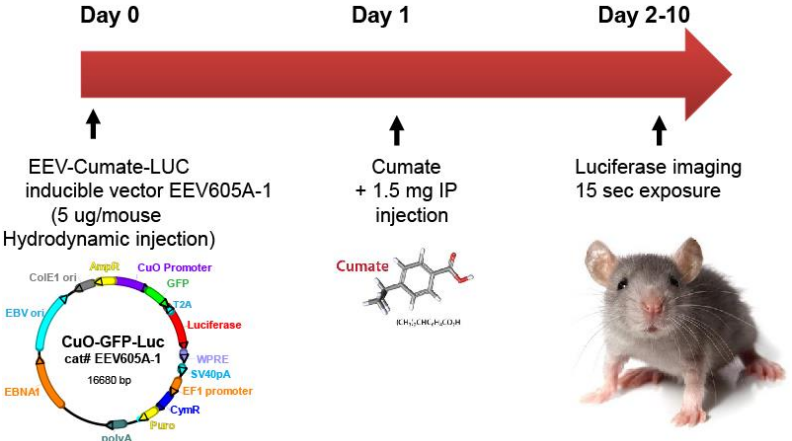 Day 0
Day 1
Day 2-10
EEV-Cumate-LUC
inducible vector EEV605A-1
(5 ug/mouse
Hydrodynamic injection)
Cumate
+ 1.5 mg IP
injection
Luciferase imaging
15 sec exposure
AmpR
CuO Promoter
ColE1 ori
GFP
T2A
EBV ori
Luciferase
CuO-GFP-Luc
cat# EEV605A-1
16680 bp
WPRE
SV40pA
EBNA1
EF1 promoter
CymR
Puro
polyA
Cumate
(CH₃)₂CHC₆H₄CO₂H